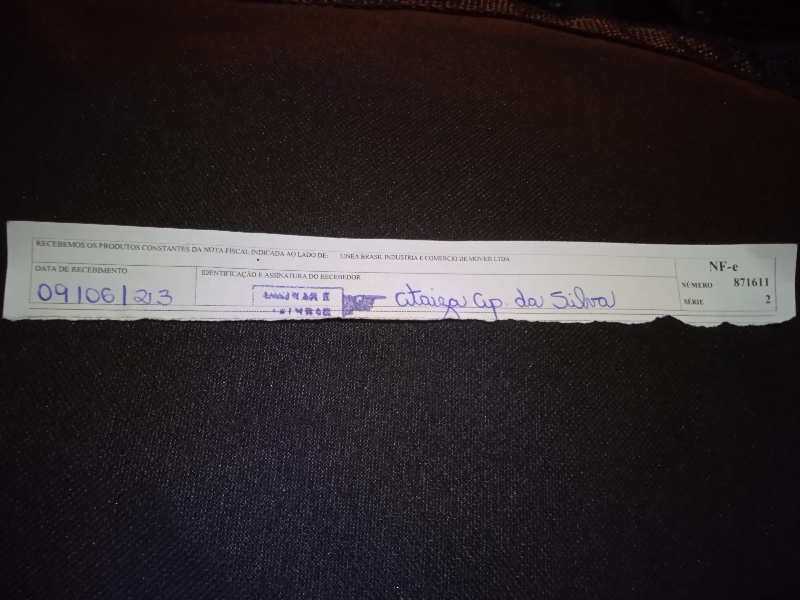 RECEBEMOS OS PRODUTOS CONSTANTES DA NOTA FISCAL INDICADA AO LADO DE: LINEA BRASIL INDUSTRIA E COMERCIO DE MOVEIS LTDA
NF-e
DATA DE RECEBIMENTO
IDENTIFICAÇÃO E ASSINATURA DO RECEBEDOR
NÚMERO 871611
09/06/23
Ap. da Silva
SÉRIE 2